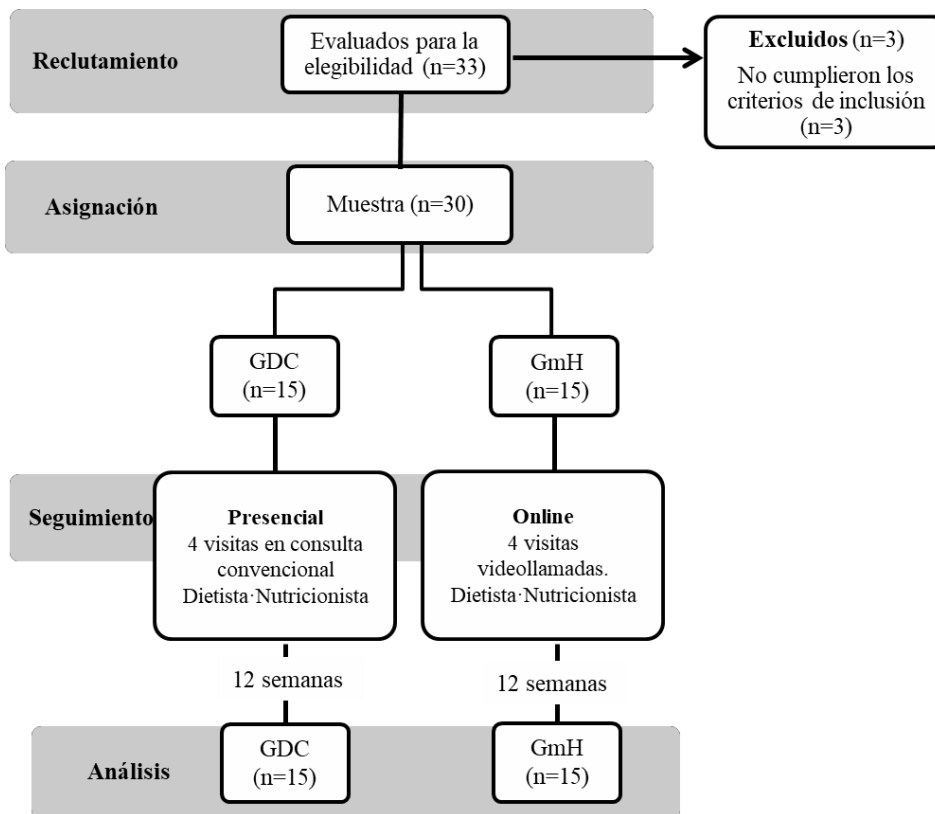 Reclutamiento
Evaluados para la
elegibilidad (n=33)
Excluidos (n=3)
No cumplieron los
criterios de inclusión
(n=3)
Asignación
Muestra (n=30)
GDC
(n=15)
GmH
(n=15)
Seguimiento
Presencial
4 visitas en consulta
convencional
Dietista·Nutricionista
Online
4 visitas
videollamadas.
Dietista·Nutricionista
12 semanas
12 semanas
Análisis
GDC
(n=15)
GmH
(n=15)